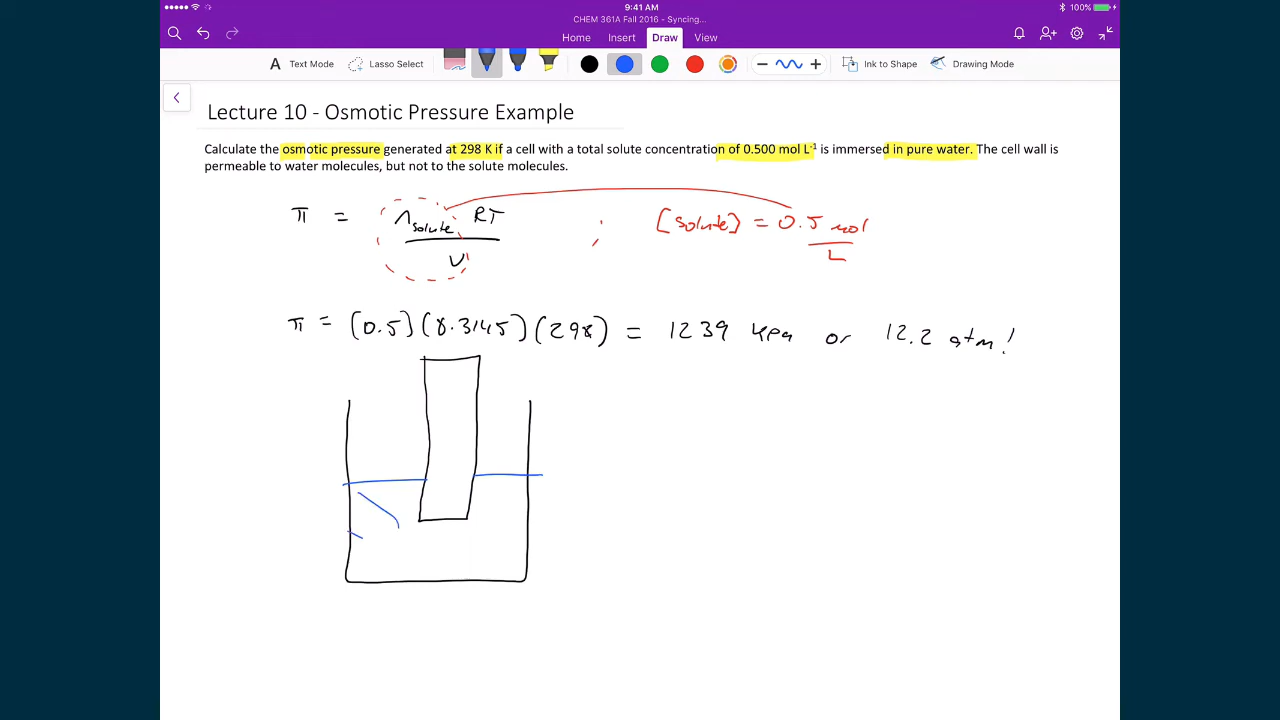 9:41 AM
100%
CHEM 361A Fall 2016 - Syncing...
Home Insert Draw View
A Text Mode Lasso Select Ink to Shape Drawing Mode
Lecture 10 - Osmotic Pressure Example
Calculate the osmotic pressure generated at 298 K if a cell with a total solute concentration of 0.500 mol L⁻¹ is immersed in pure water. The cell wall is
permeable to water molecules, but not to the solute molecules.
π = n solute RT / V ; [solute] = 0.5 mol / L
π = (0.5)(8.3145)(298) = 1239 kPa or 12.2 atm!